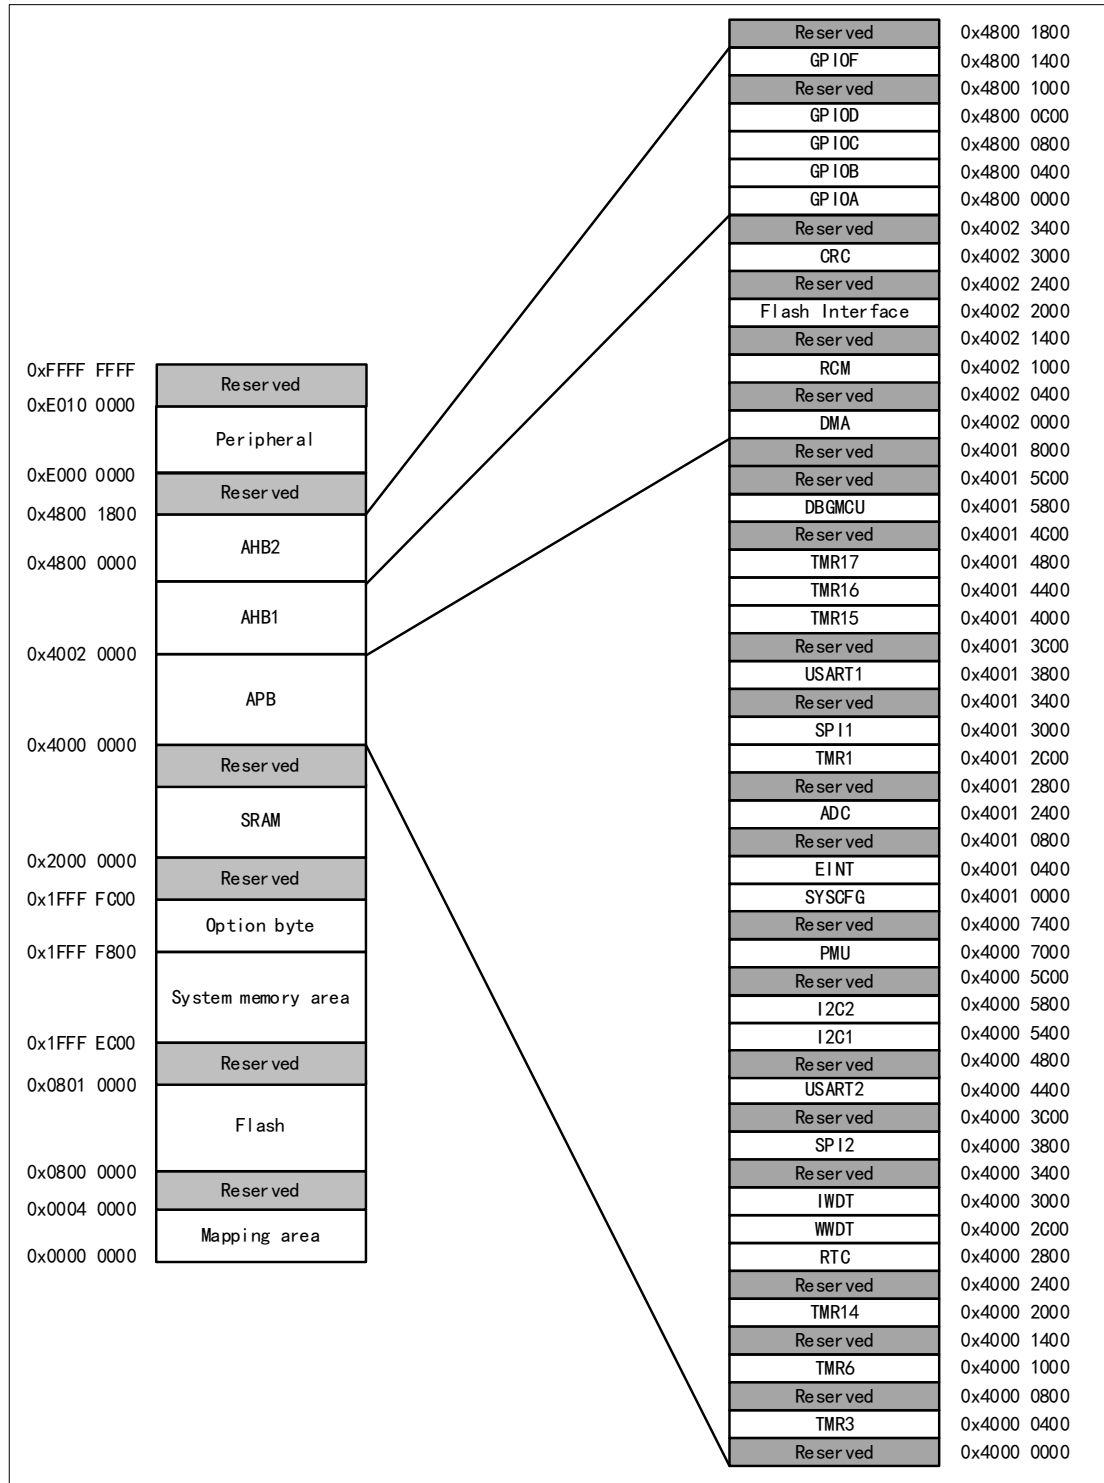 Reserved 0x4800 1800
GPIOF 0x4800 1400
Reserved 0x4800 1000
GPIOD 0x4800 0C00
GPIOC 0x4800 0800
GPIOB 0x4800 0400
GPIOA 0x4800 0000
Reserved 0x4002 3400
CRC 0x4002 3000
Reserved 0x4002 2400
Flash Interface 0x4002 2000
Reserved 0x4002 1400
RCM 0x4002 1000
Reserved 0x4002 0400
DMA 0x4002 0000
Reserved 0x4001 8000
Reserved 0x4001 5C00
DBGMCU 0x4001 5800
Reserved 0x4001 4C00
TMR17 0x4001 4800
TMR16 0x4001 4400
TMR15 0x4001 4000
Reserved 0x4001 3C00
USART1 0x4001 3800
Reserved 0x4001 3400
SPI1 0x4001 3000
TMR1 0x4001 2C00
Reserved 0x4001 2800
ADC 0x4001 2400
Reserved 0x4001 0800
EINT 0x4001 0400
SYSCFG 0x4001 0000
Reserved 0x4000 7400
PMU 0x4000 7000
Reserved 0x4000 5C00
I2C2 0x4000 5800
I2C1 0x4000 5400
Reserved 0x4000 4800
USART2 0x4000 4400
Reserved 0x4000 3C00
SPI2 0x4000 3800
Reserved 0x4000 3400
IWDT 0x4000 3000
WWDT 0x4000 2C00
RTC 0x4000 2800
Reserved 0x4000 2400
TMR14 0x4000 2000
Reserved 0x4000 1400
TMR6 0x4000 1000
Reserved 0x4000 0800
TMR3 0x4000 0400
Reserved 0x4000 0000
0xFFFF FFFF
Reserved
0xE010 0000
Peripheral
0xE000 0000
Reserved
0x4800 1800
AHB2
0x4800 0000
AHB1
0x4002 0000
APB
0x4000 0000
Reserved
SRAM
0x2000 0000
Reserved
0x1FFF FC00
Option byte
0x1FFF F800
System memory area
0x1FFF EC00
Reserved
0x0801 0000
Flash
0x0800 0000
Reserved
0x0004 0000
Mapping area
0x0000 0000